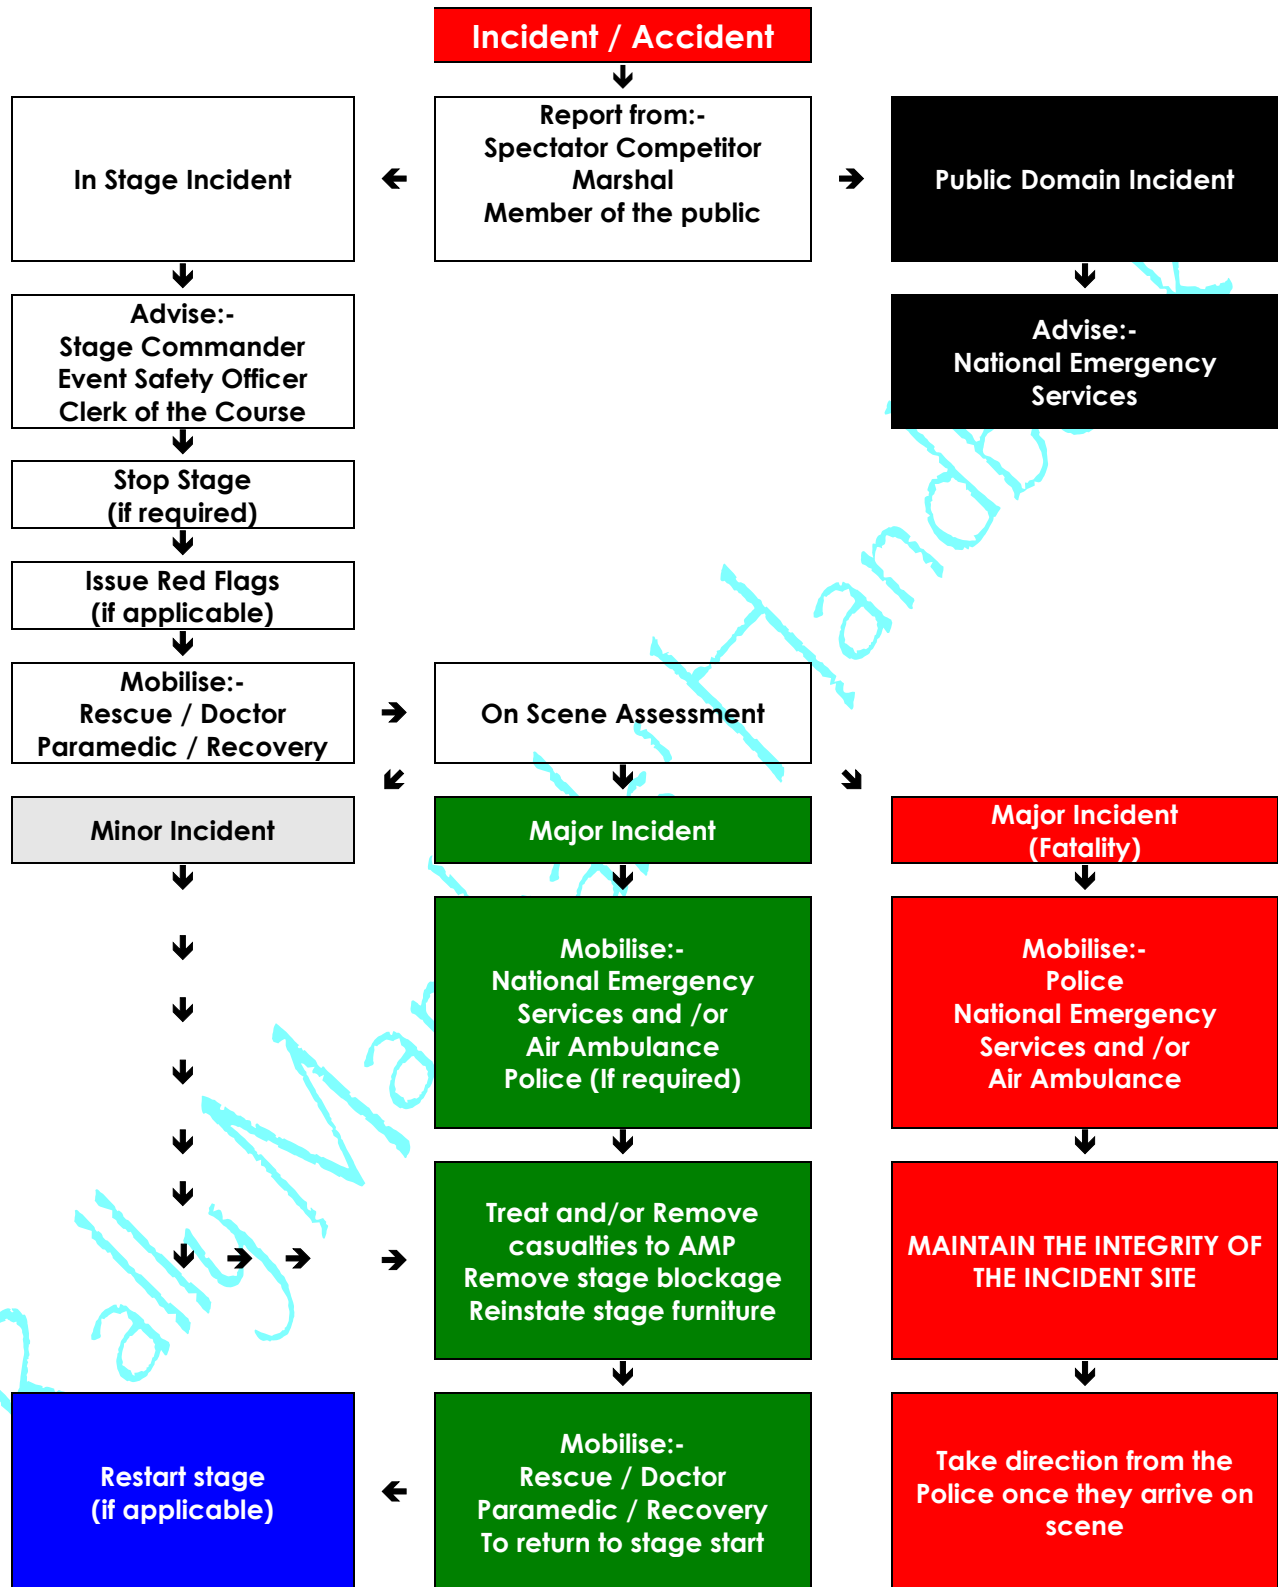 Incident / Accident
Report from:-
Spectator Competitor
Marshal
Member of the public
In Stage Incident
Public Domain Incident
Advise:-
Stage Commander
Event Safety Officer
Clerk of the Course
Advise:-
National Emergency
Services
Stop Stage
(if required)
Issue Red Flags
(if applicable)
Mobilise:-
Rescue / Doctor
Paramedic / Recovery
On Scene Assessment
Minor Incident
Major Incident
Major Incident
(Fatality)
Mobilise:-
National Emergency
Services and /or
Air Ambulance
Police (If required)
Mobilise:-
Police
National Emergency
Services and /or
Air Ambulance
Treat and/or Remove
casualties to AMP
Remove stage blockage
Reinstate stage furniture
MAINTAIN THE INTEGRITY OF
THE INCIDENT SITE
Restart stage
(if applicable)
Mobilise:-
Rescue / Doctor
Paramedic / Recovery
To return to stage start
Take direction from the
Police once they arrive on
scene